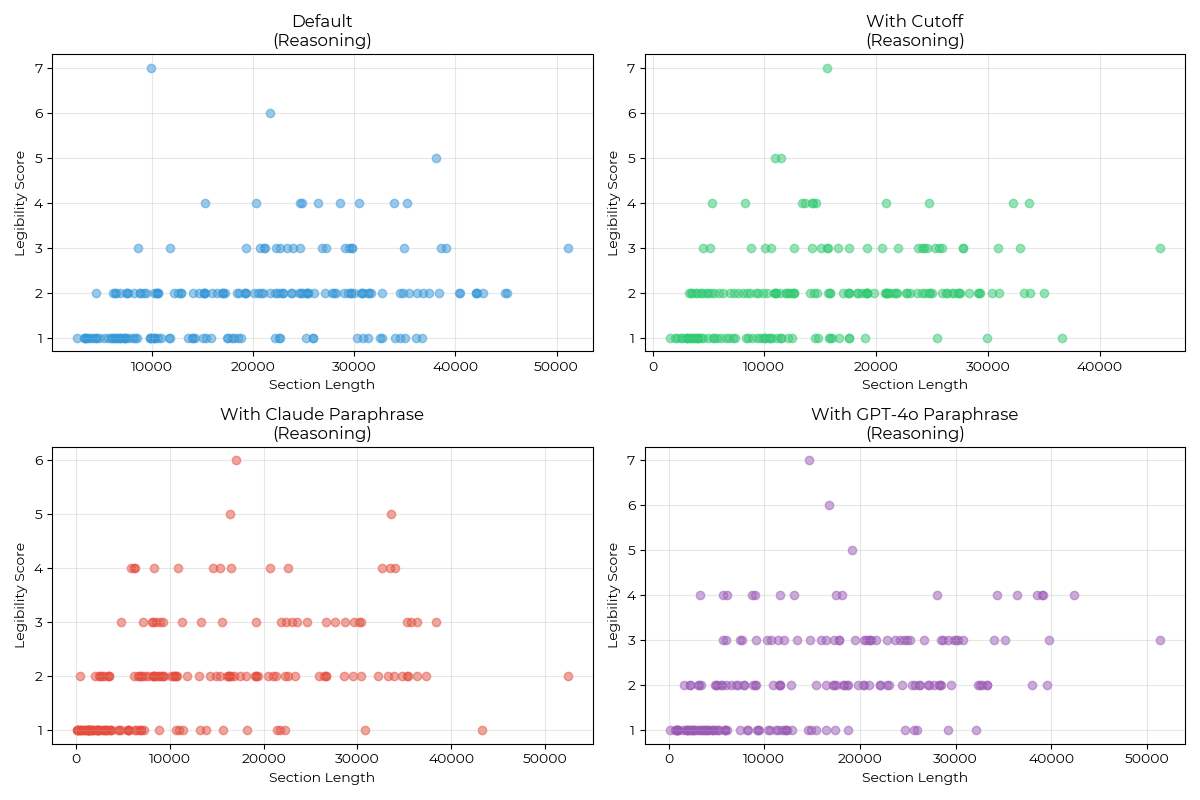 Default
(Reasoning)
7
6
5
4
3
2
1
Legibility Score
10000 20000 30000 40000 50000
Section Length
With Cutoff
(Reasoning)
7
6
5
4
3
2
1
Legibility Score
0 10000 20000 30000 40000
Section Length
With Claude Paraphrase
(Reasoning)
6
5
4
3
2
1
Legibility Score
0 10000 20000 30000 40000 50000
Section Length
With GPT-4o Paraphrase
(Reasoning)
7
6
5
4
3
2
1
Legibility Score
0 10000 20000 30000 40000 50000
Section Length